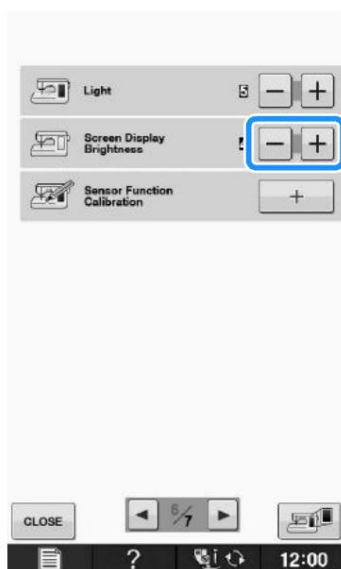 Light 5
Screen Display
Brightness
Sensor Function
Calibration
CLOSE
6/7
? i 12:00